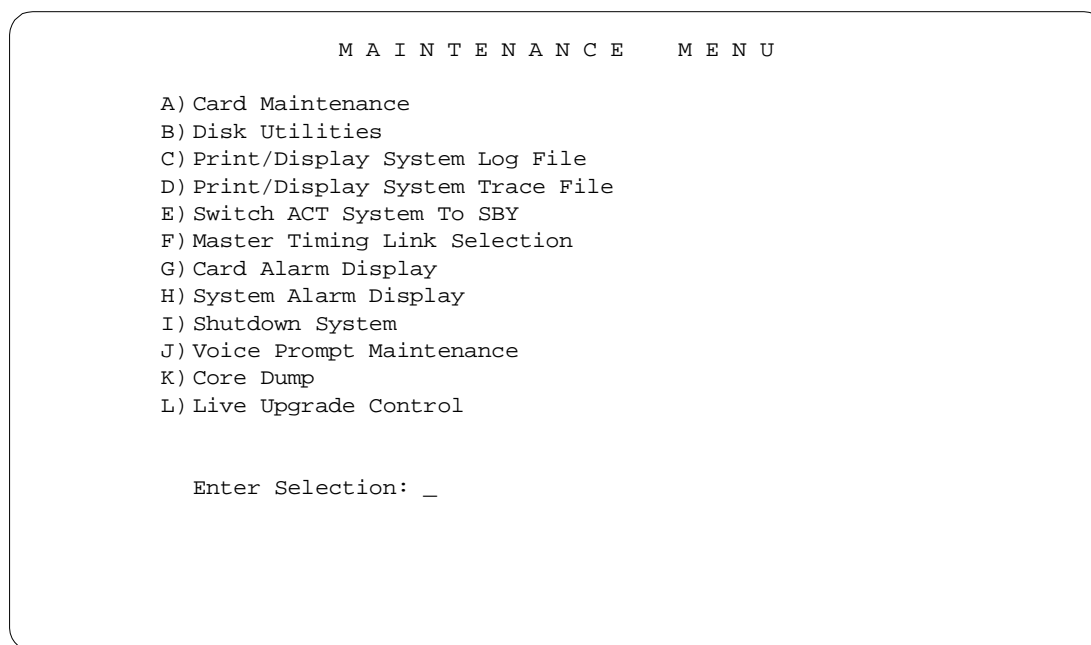 M A I N T E N A N C E   M E N U
A) Card Maintenance
B) Disk Utilities
C) Print/Display System Log File
D) Print/Display System Trace File
E) Switch ACT System To SBY
F) Master Timing Link Selection
G) Card Alarm Display
H) System Alarm Display
I) Shutdown System
J) Voice Prompt Maintenance
K) Core Dump
L) Live Upgrade Control
Enter Selection: _